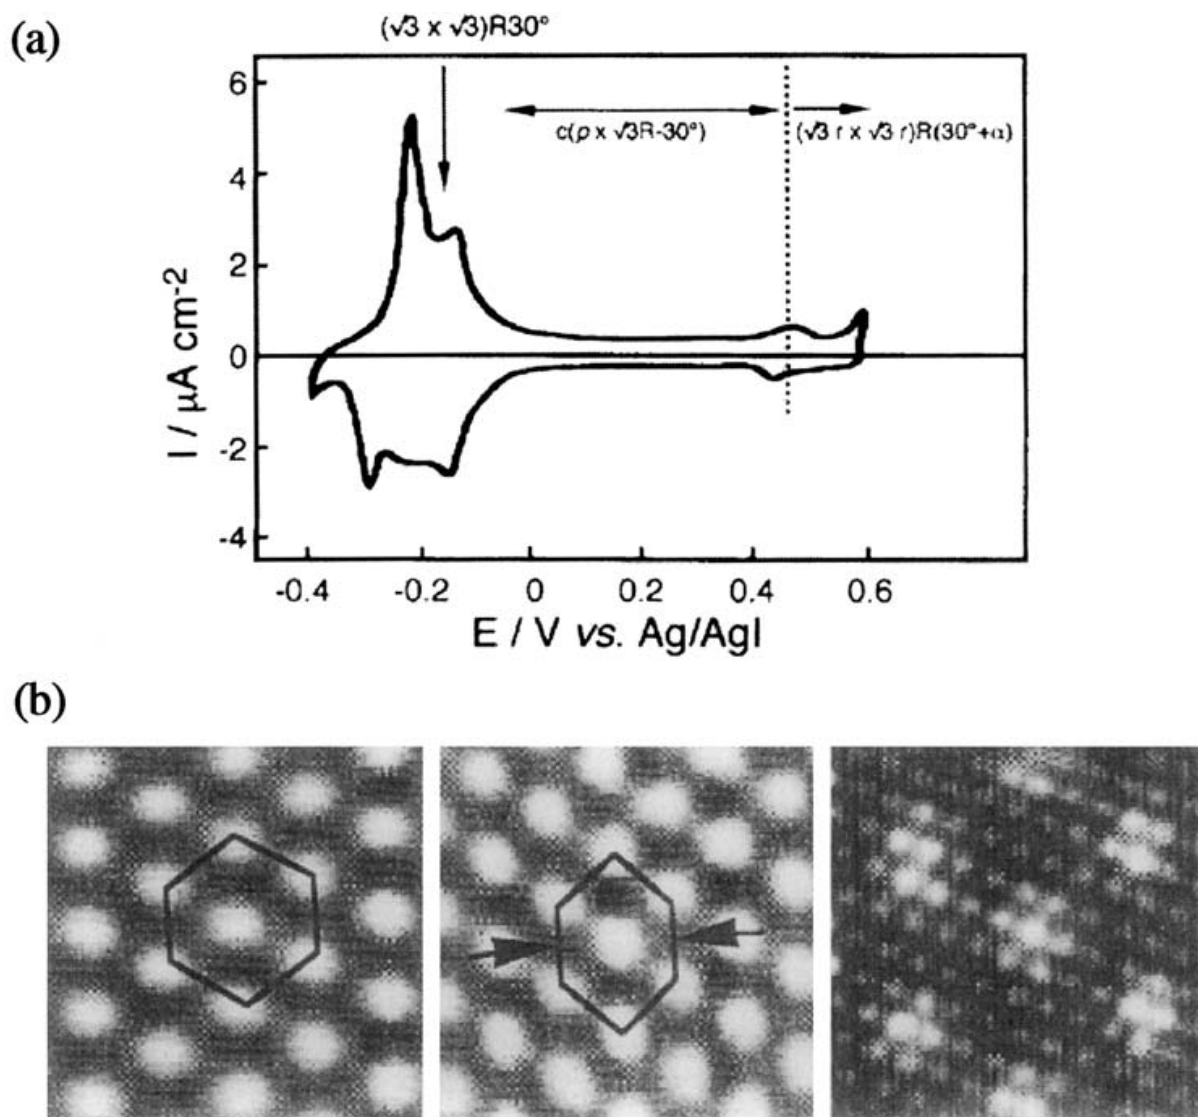 (a)
(√3 x √3)R30°
c(p x √3R-30°)
(√3 r x √3 r)R(30°+α)
6
4
2
0
-2
-4
I / μA cm-2
-0.4 -0.2 0 0.2 0.4 0.6
E / V vs. Ag/AgI
(b)